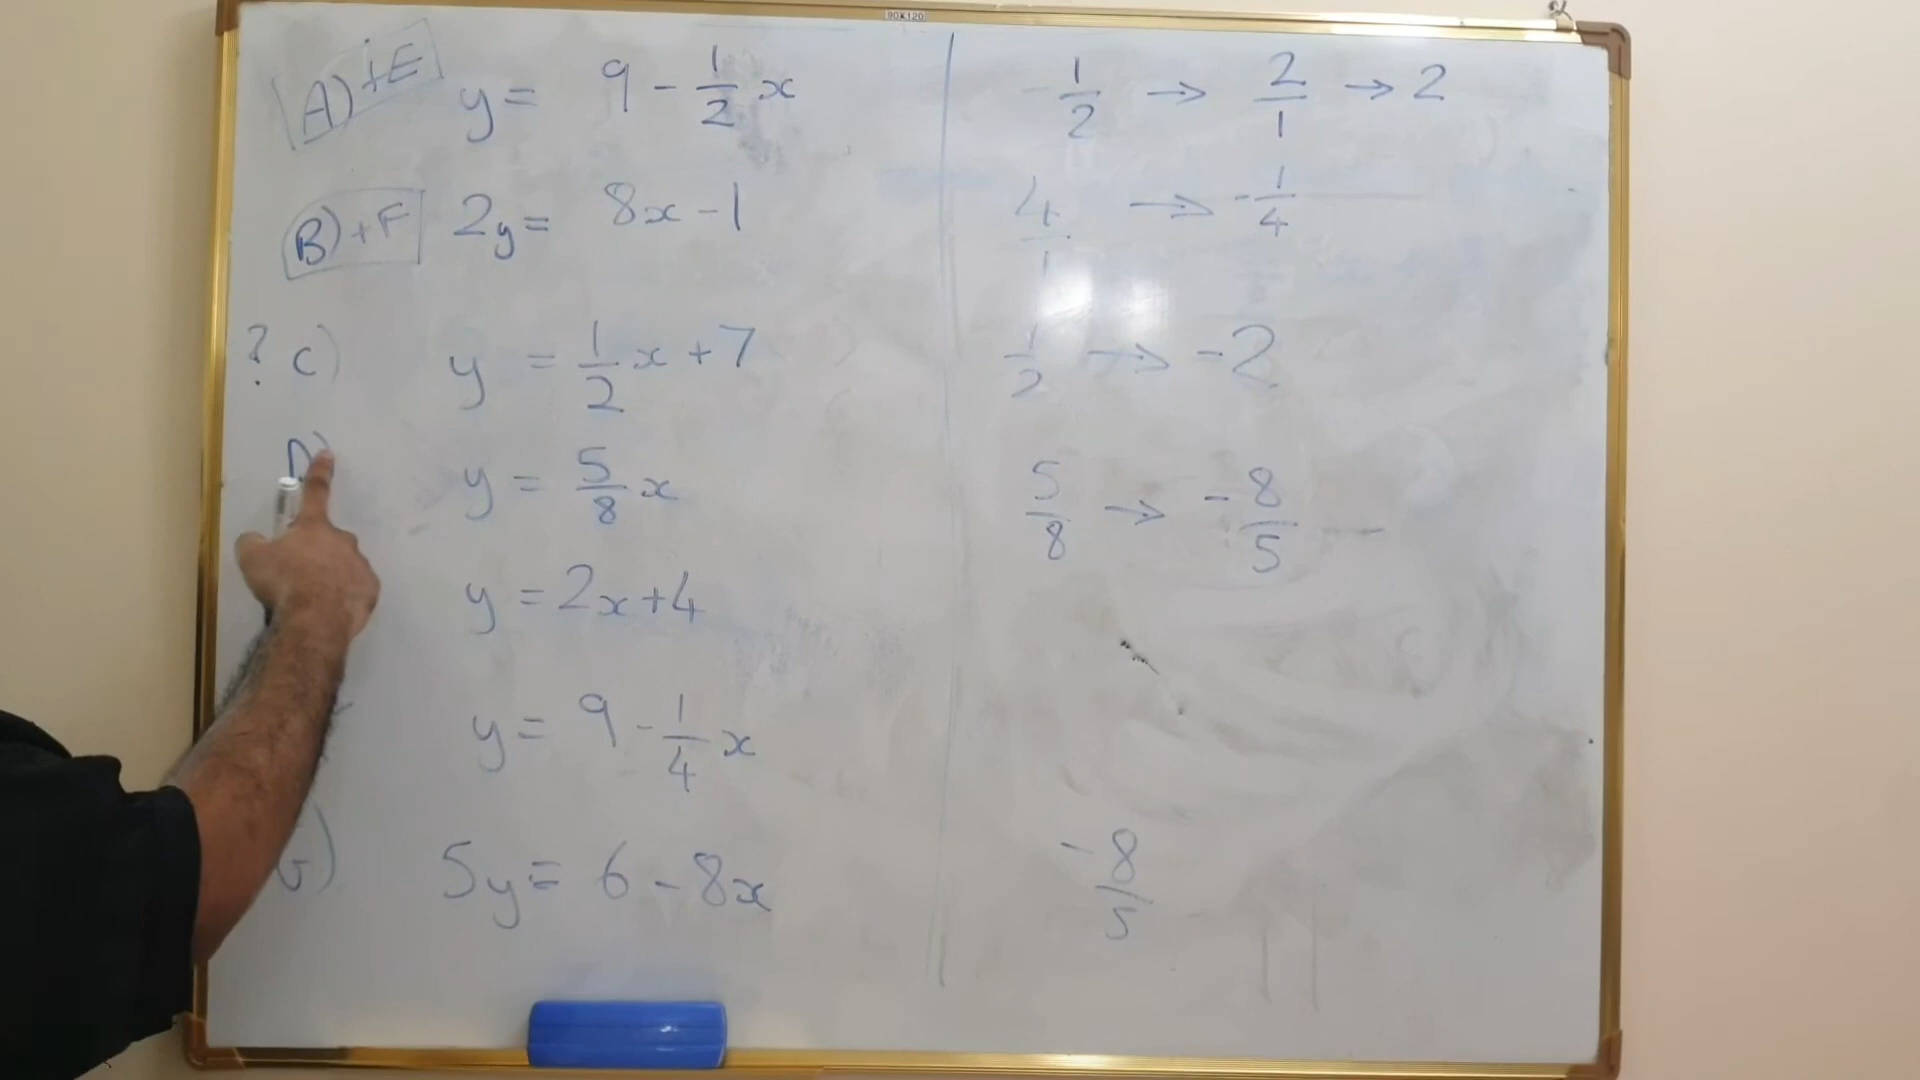 90X120
A) + E y = 9 - 1/2 x
B) + F 2y = 8x - 1
? C) y = 1/2 x + 7
D) y = 5/8 x
y = 2x + 4
y = 9 - 1/4 x
5y = 6 - 8x
- 1/2 → 2/1 → 2
4/1 → - 1/4
1/2 → - 2
5/8 → - 8/5
- 8/5